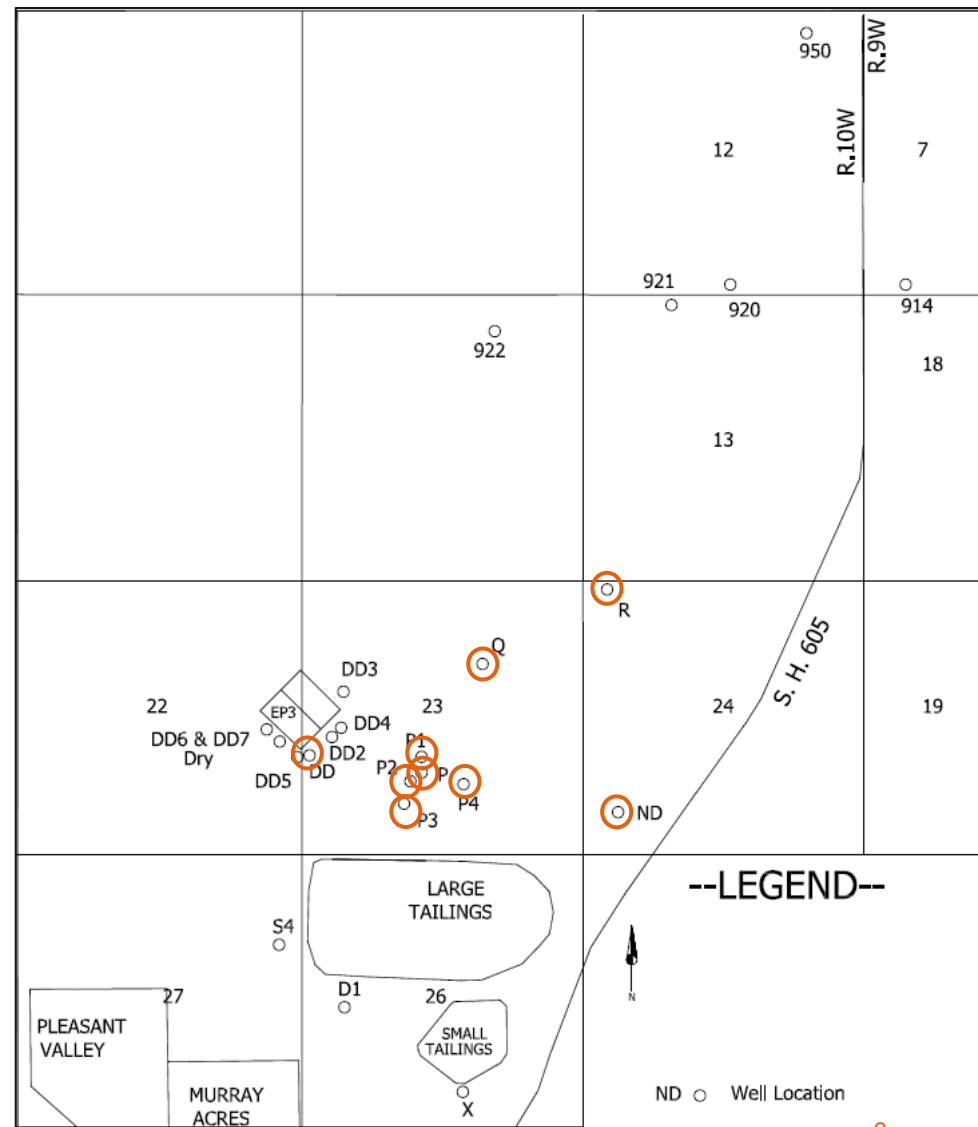 950
R.9W
R.10W
12
7
921
920
914
922
18
13
R
Q
S. H. 605
DD3
22
EP3
23
24
19
DD4
DD6 & DD7
Dry
DD2
P1
DD5
DD
P2
P
P4
P3
ND
LARGE
TAILINGS
--LEGEND--
S4
N
D1
26
27
PLEASANT
VALLEY
SMALL
TAILINGS
MURRAY
ACRES
X
ND Well Location